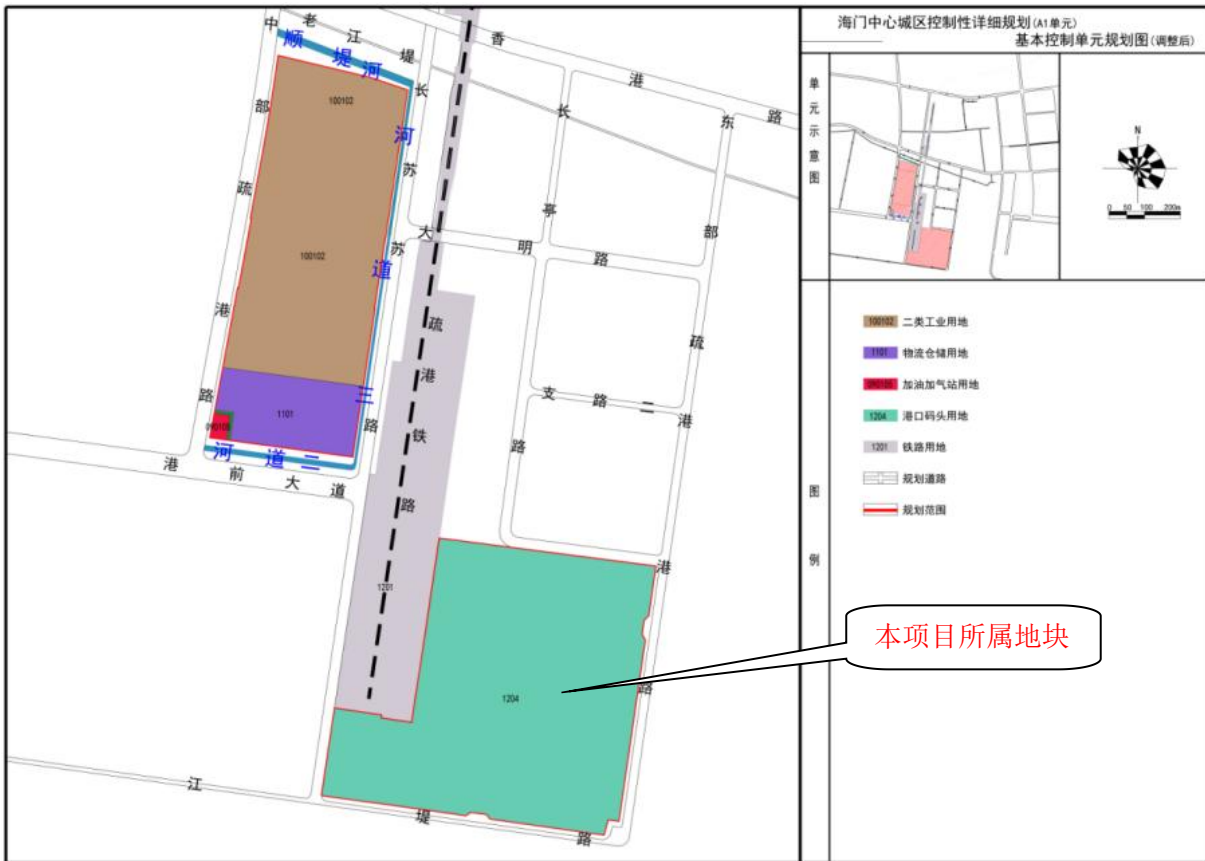 海门中心城区控制性详细规划(A1单元)
基本控制单元规划图(调整后)
单元示意图
N
0 50 100 200m
图例
100102 二类工业用地
1101 物流仓储用地
090105 加油加气站用地
1204 港口码头用地
1201 铁路用地
规划道路
规划范围
本项目所属地块
中部疏港路
老江堤
香港路
顺堤河
长苏路
长苏
河道三
大明路
长亭路
东部疏港路
支路二
疏港铁路
二道河
港前大道
江堤路
100102
100102
1101
090105
1201
1204